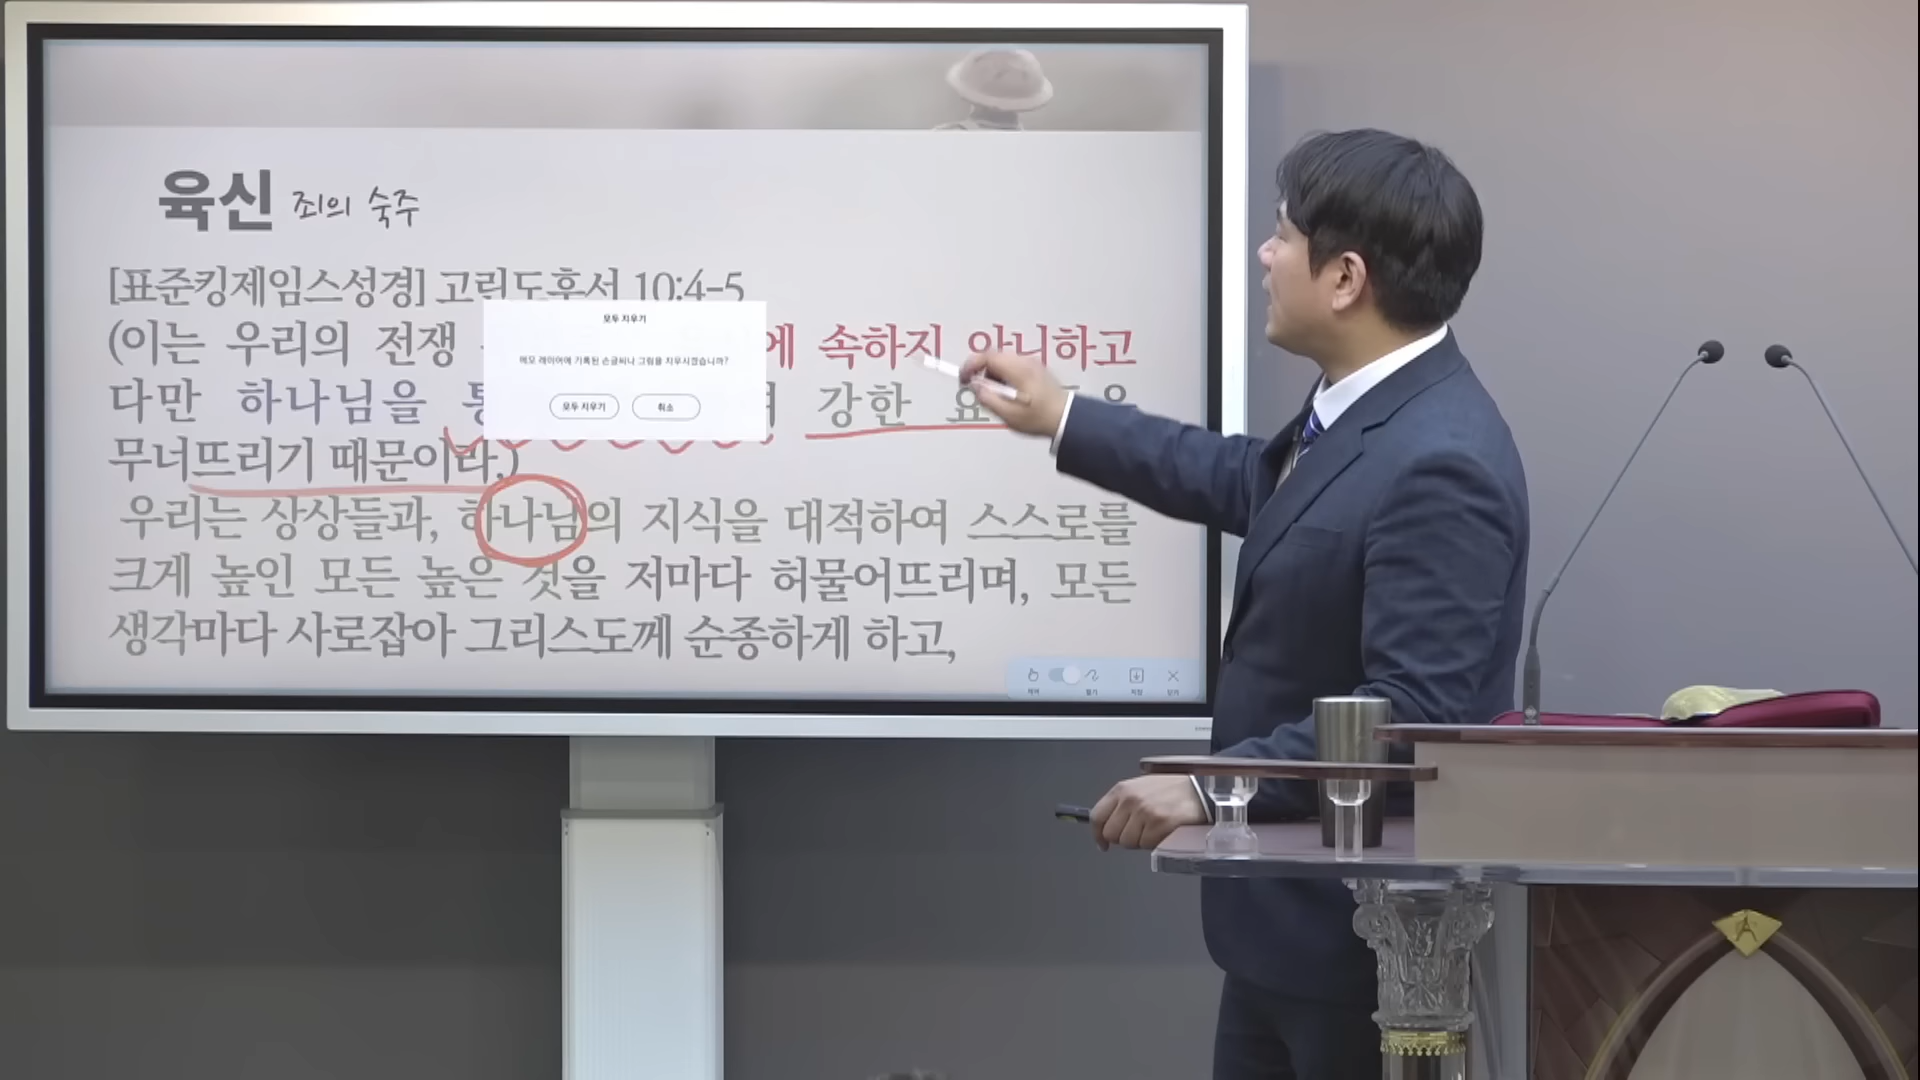 육신 죄의 숙주
[표준킹제임스성경] 고린도후서 10:4-5
(이는 우리의 전쟁 에 속하지 아니하고
다만 하나님을 강한
무너뜨리기 때문이라.)
우리는 상상들과, 하나님의 지식을 대적하여 스스로를
크게 높인 모든 높은 것을 저마다 허물어뜨리며, 모든
생각마다 사로잡아 그리스도께 순종하게 하고,
모두 지우기
메모 레이어에 기록된 손글씨나 그림을 지우시겠습니까?
모두 지우기 취소